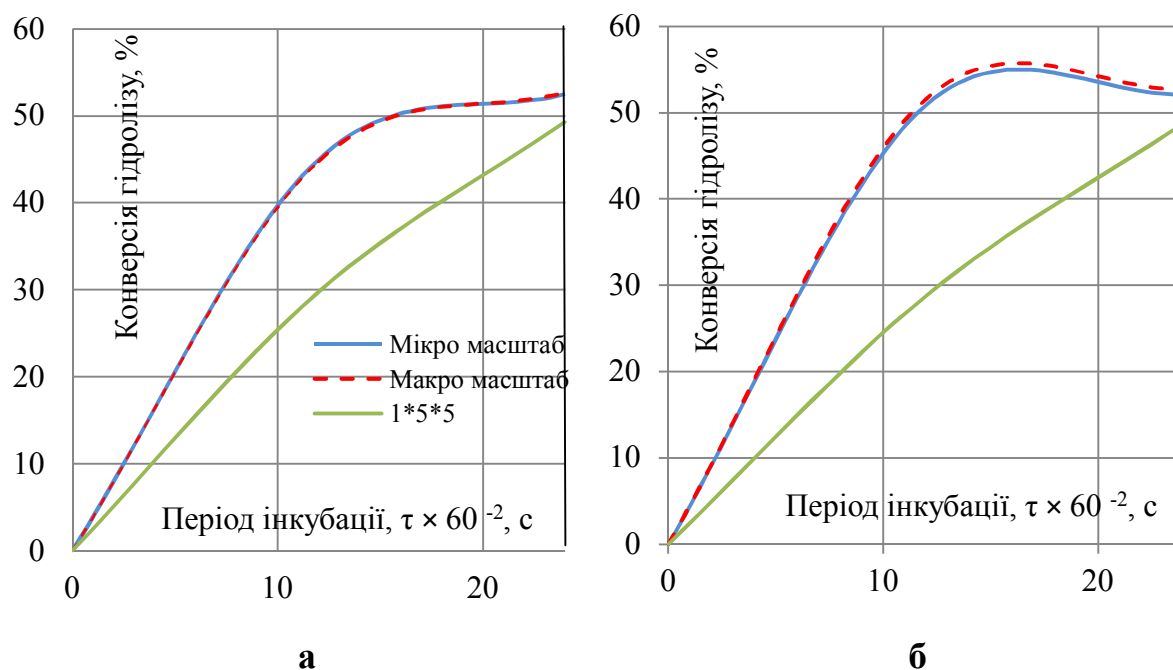 Конверсія гідролізу, %
60
50
40
30
20
10
0
Мікро масштаб
Макро масштаб
1*5*5
Період інкубації, τ × 60 -2, с
0
10
20
а
Конверсія гідролізу, %
60
50
40
30
20
10
0
Період інкубації, τ × 60 -2, с
0
10
20
б